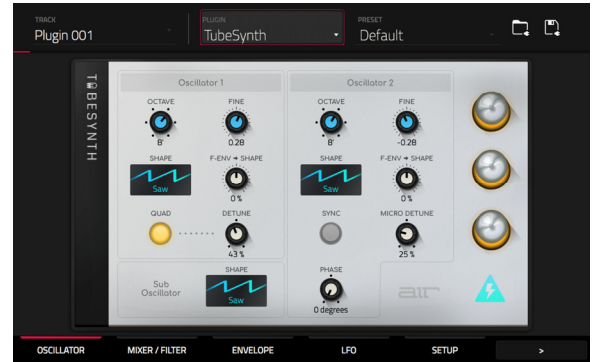 TRACK
PLUGIN
PRESET
Plugin 001
TubeSynth
Default
TUBESYNTH
Oscillator 1
Oscillator 2
OCTAVE
FINE
OCTAVE
FINE
8'
0.28
8'
-0.28
SHAPE
F-ENV → SHAPE
SHAPE
F-ENV → SHAPE
Saw
0 %
Saw
0 %
QUAD
DETUNE
SYNC
MICRO DETUNE
43 %
25 %
Sub
Oscillator
SHAPE
Saw
PHASE
0 degrees
air
OSCILLATOR
MIXER / FILTER
ENVELOPE
LFO
SETUP
>